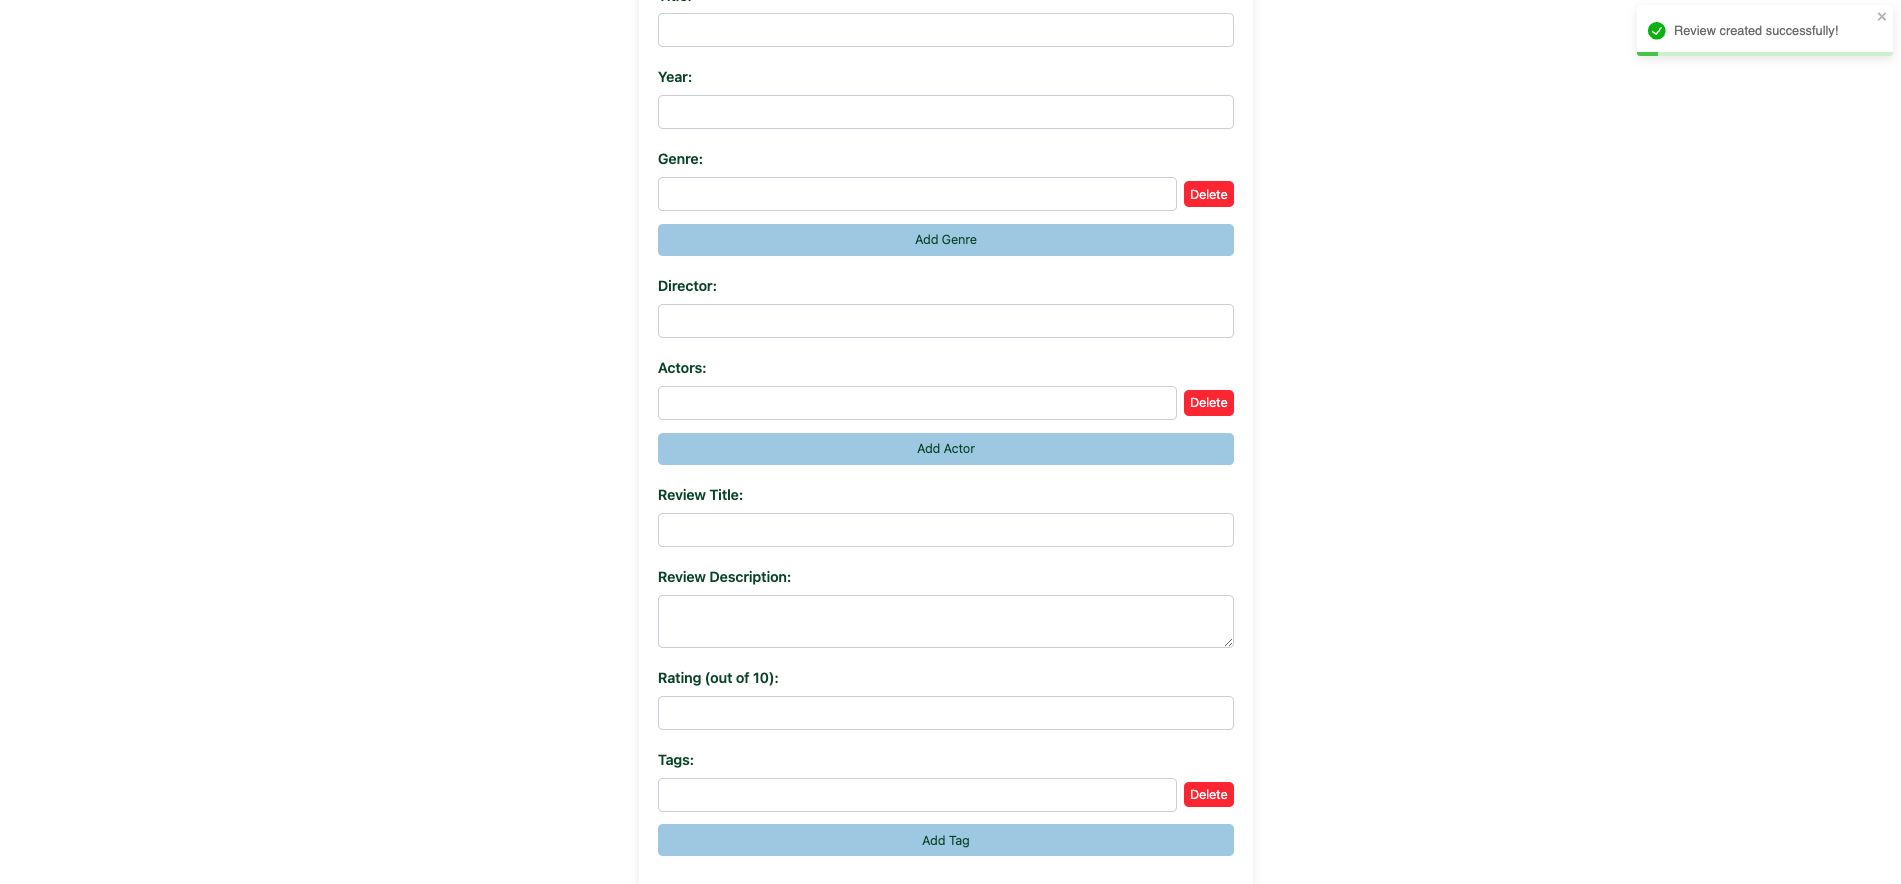 Review created successfully!
Year:
Genre:
Delete
Add Genre
Director:
Actors:
Delete
Add Actor
Review Title:
Review Description:
Rating (out of 10):
Tags:
Delete
Add Tag